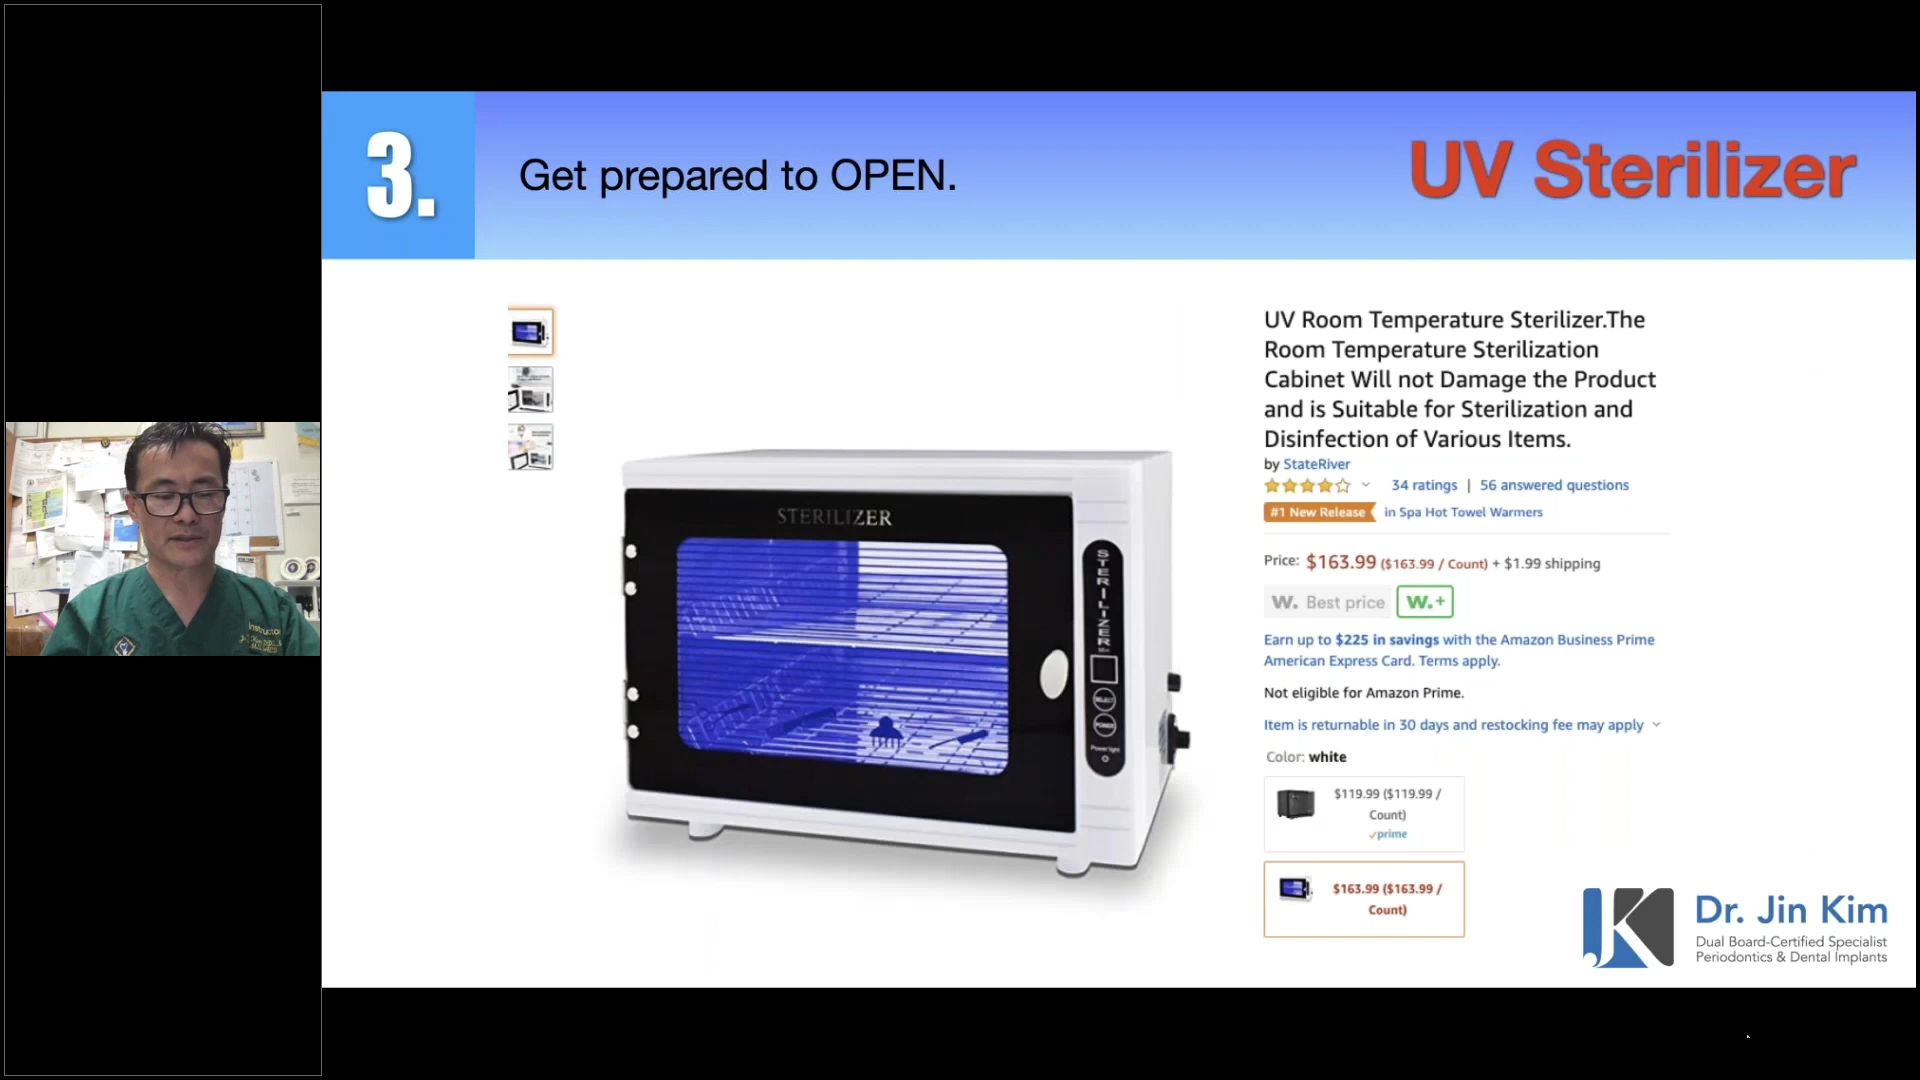 3.
Get prepared to OPEN.
UV Sterilizer
UV Room Temperature Sterilizer.The
Room Temperature Sterilization
Cabinet Will not Damage the Product
and is Suitable for Sterilization and
Disinfection of Various Items.
by StateRiver
34 ratings | 56 answered questions
#1 New Release in Spa Hot Towel Warmers
Price: $163.99 ($163.99 / Count) + $1.99 shipping
W. Best price W.+
Earn up to $225 in savings with the Amazon Business Prime
American Express Card. Terms apply.
Not eligible for Amazon Prime.
Item is returnable in 30 days and restocking fee may apply
Color: white
$119.99 ($119.99 /
Count)
prime
$163.99 ($163.99 /
Count)
STERILIZER
STERILIZER
SELECT
POWER
Power light
JK
Dr. Jin Kim
Dual Board-Certified Specialist
Periodontics & Dental Implants
Instructor